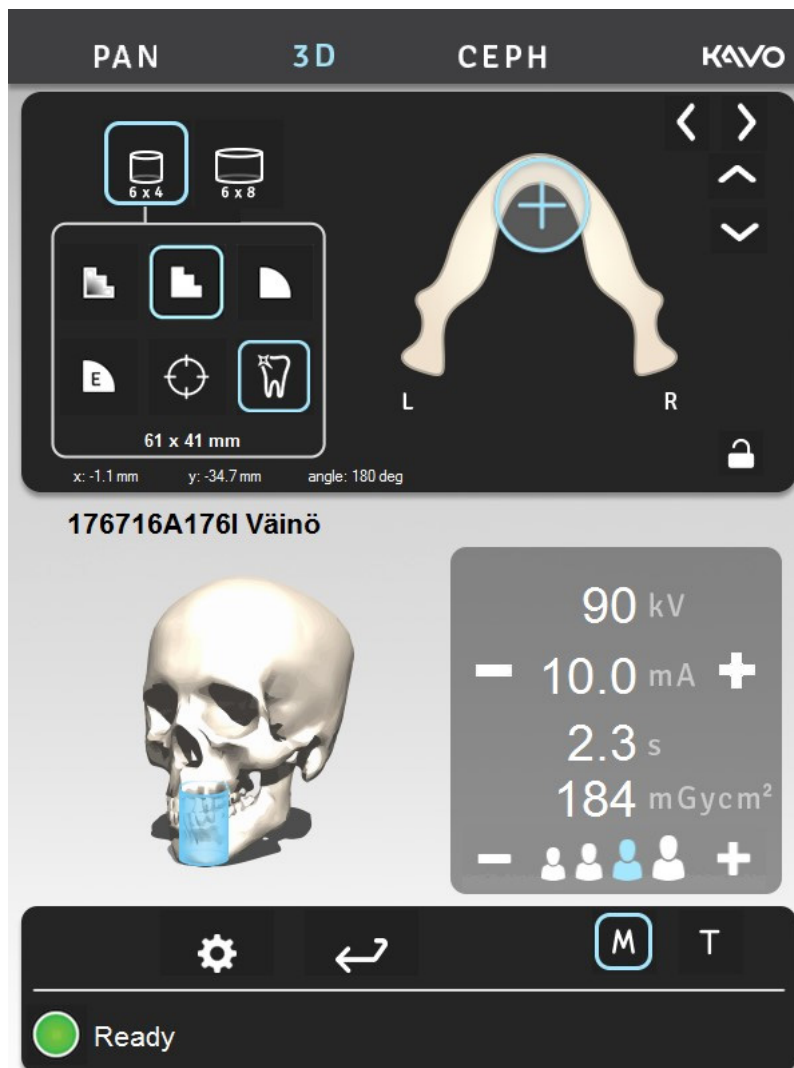 PAN 3D CEPH KAVO
6 x 4 6 x 8
E
L R
61 x 41 mm
x: -1.1 mm y: -34.7 mm angle: 180 deg
176716A176I Väinö
90 kV
10.0 mA
2.3 s
184 mGycm²
M T
Ready